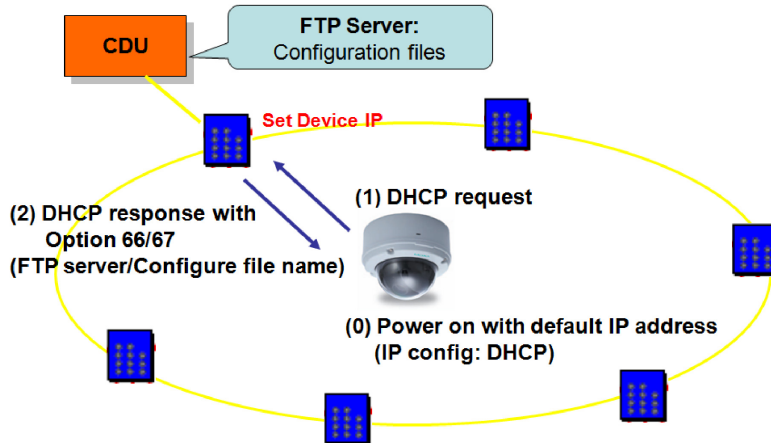 CDU
FTP Server:
Configuration files
Set Device IP
(1) DHCP request
(2) DHCP response with
Option 66/67
(FTP server/Configure file name)
(0) Power on with default IP address
(IP config: DHCP)